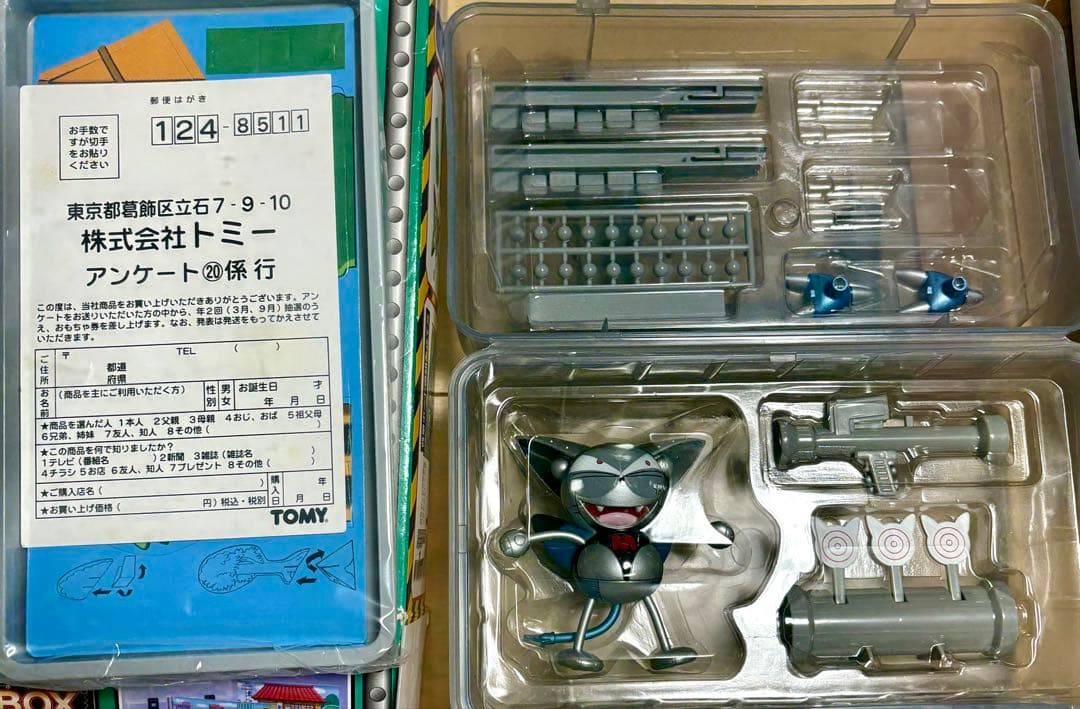 郵便はがき
お手数で
すが切手
をお貼り
ください
124-8511
東京都葛飾区立石7-9-10
株式会社トミー
アンケート⑳係 行
この度は、当社商品をお買い上げいただきありがとうございます。アン
ケートをお送りいただいた方の中から、年2回(3月、9月)抽選のう
え、おもちゃ券を差し上げます。なお、発表は発送をもってかえさせて
いただきます。
ご住所
〒 TEL ( )
都道
府県
お名前
(商品を主にご利用いただく方)
性別
男
女
お誕生日 才
年 月 日
★商品を選んだ人 1本人 2父親 3母親 4おじ、おば 5祖父母
6兄弟、姉妹 7友人、知人 8その他( )
★この商品を何で知りましたか?
1テレビ(番組名 )2新聞 3雑誌(雑誌名 )
4チラシ 5お店 6友人、知人 7プレゼント 8その他( )
★ご購入店名( )
購入日
年
月 日
★お買い上げ価格( 円)税込・税別
TOMY
BOX